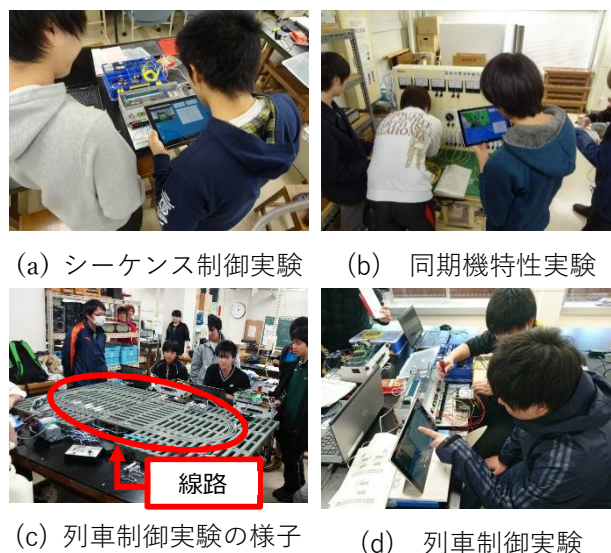 (a) シーケンス制御実験
(b) 同期機特性実験
線路
(c) 列車制御実験の様子
(d) 列車制御実験